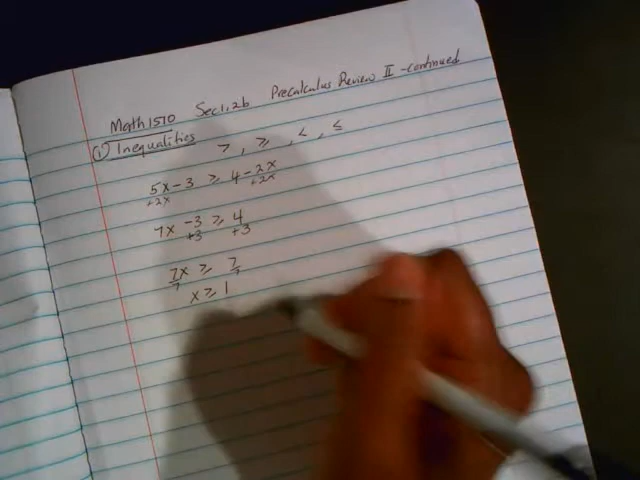 Math 1570 Sec 1.2b Precalculus Review II - continued
① Inequalities > , ≥ , < , ≤
5x - 3 ≥ 4 - 2x
+2x +2x
7x - 3 ≥ 4
+3 +3
7x ≥ 7
7 7
x ≥ 1